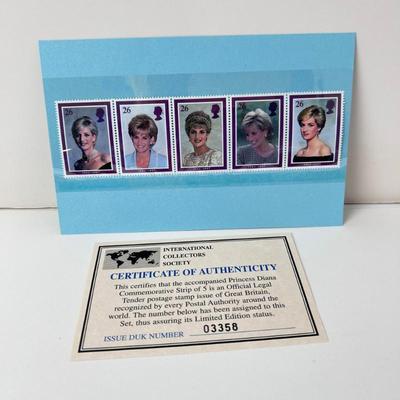 26 26 26 26 26
INTERNATIONAL
COLLECTORS
SOCIETY
CERTIFICATE OF AUTHENTICITY
This certifies that the accompanied Princess Diana
Commemorative Strip of 5 is an Official Legal
Tender postage stamp issue of Great Britain,
recognized by every Postal Authority around the
world. The number below has been assigned to this
Set, thus assuring its Limited Edition status.
ISSUE DUK NUMBER 03358